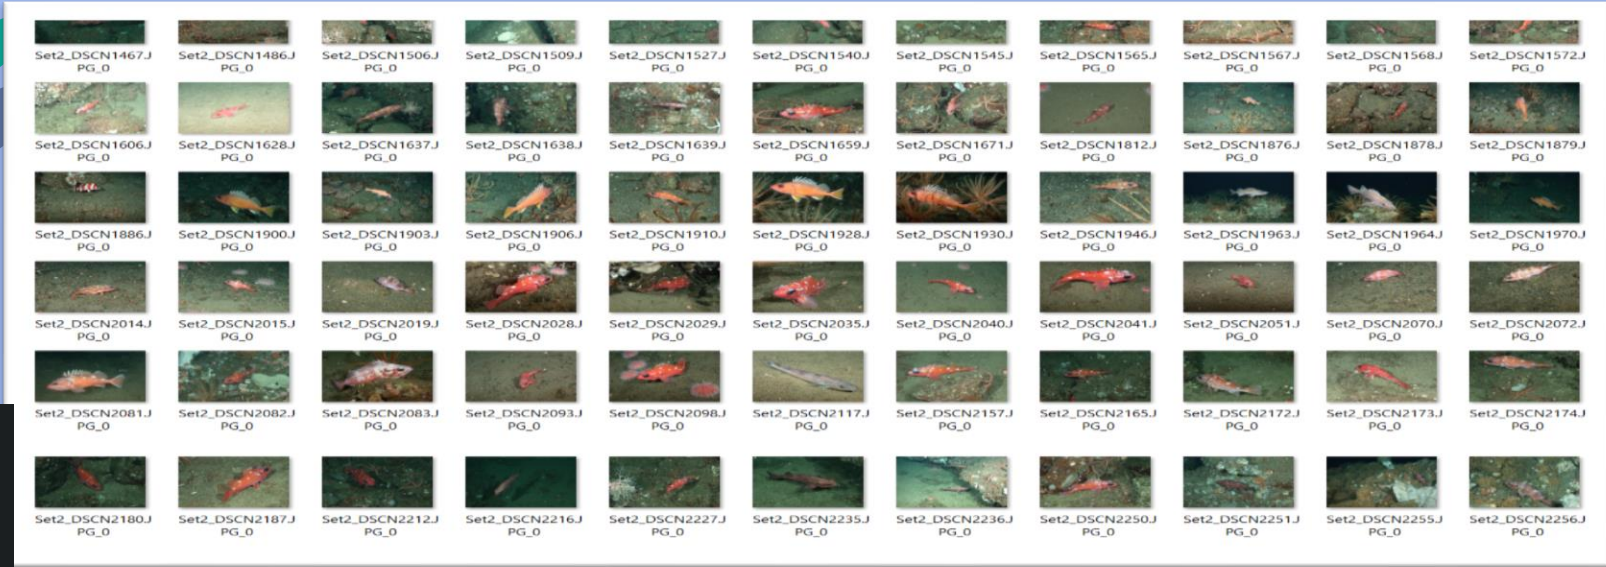 Set2_DSCN1467.J Set2_DSCN1486.J Set2_DSCN1506.J Set2_DSCN1509.J Set2_DSCN1527.J Set2_DSCN1540.J Set2_DSCN1545.J Set2_DSCN1565.J Set2_DSCN1567.J Set2_DSCN1568.J Set2_DSCN1572.J
PG_0 PG_0 PG_0 PG_0 PG_0 PG_0 PG_0 PG_0 PG_0 PG_0 PG_0
Set2_DSCN1606.J Set2_DSCN1628.J Set2_DSCN1637.J Set2_DSCN1638.J Set2_DSCN1639.J Set2_DSCN1659.J Set2_DSCN1671.J Set2_DSCN1812.J Set2_DSCN1876.J Set2_DSCN1878.J Set2_DSCN1879.J
PG_0 PG_0 PG_0 PG_0 PG_0 PG_0 PG_0 PG_0 PG_0 PG_0 PG_0
Set2_DSCN1886.J Set2_DSCN1900.J Set2_DSCN1903.J Set2_DSCN1906.J Set2_DSCN1910.J Set2_DSCN1928.J Set2_DSCN1930.J Set2_DSCN1946.J Set2_DSCN1963.J Set2_DSCN1964.J Set2_DSCN1970.J
PG_0 PG_0 PG_0 PG_0 PG_0 PG_0 PG_0 PG_0 PG_0 PG_0 PG_0
Set2_DSCN2014.J Set2_DSCN2015.J Set2_DSCN2019.J Set2_DSCN2028.J Set2_DSCN2029.J Set2_DSCN2035.J Set2_DSCN2040.J Set2_DSCN2041.J Set2_DSCN2051.J Set2_DSCN2070.J Set2_DSCN2072.J
PG_0 PG_0 PG_0 PG_0 PG_0 PG_0 PG_0 PG_0 PG_0 PG_0 PG_0
Set2_DSCN2081.J Set2_DSCN2082.J Set2_DSCN2083.J Set2_DSCN2093.J Set2_DSCN2098.J Set2_DSCN2117.J Set2_DSCN2157.J Set2_DSCN2165.J Set2_DSCN2172.J Set2_DSCN2173.J Set2_DSCN2174.J
PG_0 PG_0 PG_0 PG_0 PG_0 PG_0 PG_0 PG_0 PG_0 PG_0 PG_0
Set2_DSCN2180.J Set2_DSCN2187.J Set2_DSCN2212.J Set2_DSCN2216.J Set2_DSCN2227.J Set2_DSCN2235.J Set2_DSCN2236.J Set2_DSCN2250.J Set2_DSCN2251.J Set2_DSCN2255.J Set2_DSCN2256.J
PG_0 PG_0 PG_0 PG_0 PG_0 PG_0 PG_0 PG_0 PG_0 PG_0 PG_0